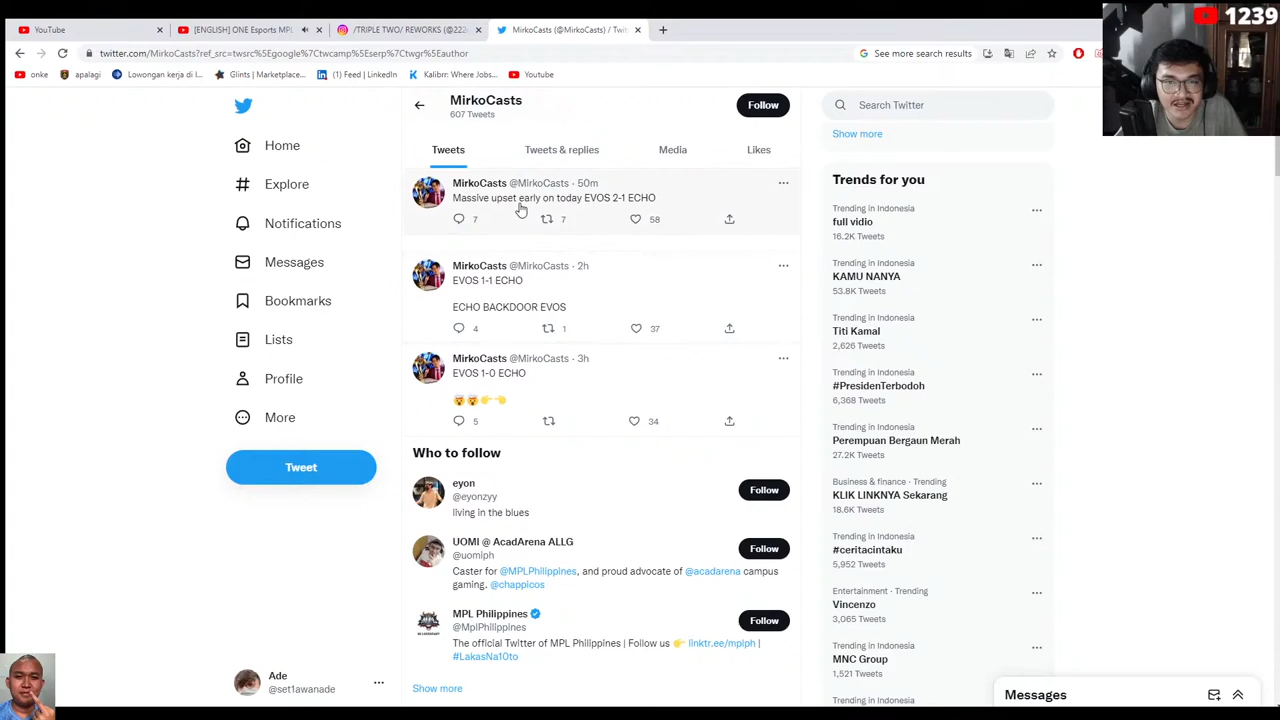 YouTube
[ENGLISH] ONE Esports MPL
/TRIPLE TWO/ REWORKS (@222
MirkoCasts (@MirkoCasts) / Twit
1239
twitter.com/MirkoCasts?ref_src=twsrc%5Egoogle%7Ctwcamp%5Eserp%7Ctwgr%5Eauthor
See more search results
onke
apalagi
Lowongan kerja di I...
Glints | Marketplace...
(1) Feed | LinkedIn
Kalibrr: Where Jobs...
Youtube
MirkoCasts
607 Tweets
Follow
Tweets
Tweets & replies
Media
Likes
Home
Explore
Notifications
Messages
Bookmarks
Lists
Profile
More
Tweet
Ade
@set1awanade
MirkoCasts @MirkoCasts · 50m
Massive upset early on today EVOS 2-1 ECHO
7 7 58
MirkoCasts @MirkoCasts · 2h
EVOS 1-1 ECHO
ECHO BACKDOOR EVOS
4 1 37
MirkoCasts @MirkoCasts · 3h
EVOS 1-0 ECHO
🤯🤯👉👈
5 34
Who to follow
eyon
@eyonzyy
living in the blues
Follow
UOMI @ AcadArena ALLG
@uomiph
Caster for @MPLPhilippines, and proud advocate of @acadarena campus
gaming. @chappicos
Follow
MPL Philippines
@MplPhilippines
The official Twitter of MPL Philippines | Follow us 👉 linktr.ee/mplph |
#LakasNa10to
Follow
Show more
Search Twitter
Show more
Trends for you
Trending in Indonesia
full vidio
16.2K Tweets
Trending in Indonesia
KAMU NANYA
53.8K Tweets
Trending in Indonesia
Titi Kamal
2,626 Tweets
Trending in Indonesia
#PresidenTerbodoh
6,368 Tweets
Trending in Indonesia
Perempuan Bergaun Merah
27.2K Tweets
Business & finance · Trending
KLIK LINKNYA Sekarang
18.6K Tweets
Trending in Indonesia
#ceritacintaku
5,952 Tweets
Entertainment · Trending
Vincenzo
3,065 Tweets
Trending in Indonesia
MNC Group
1,521 Tweets
Trending in Indonesia
Messages